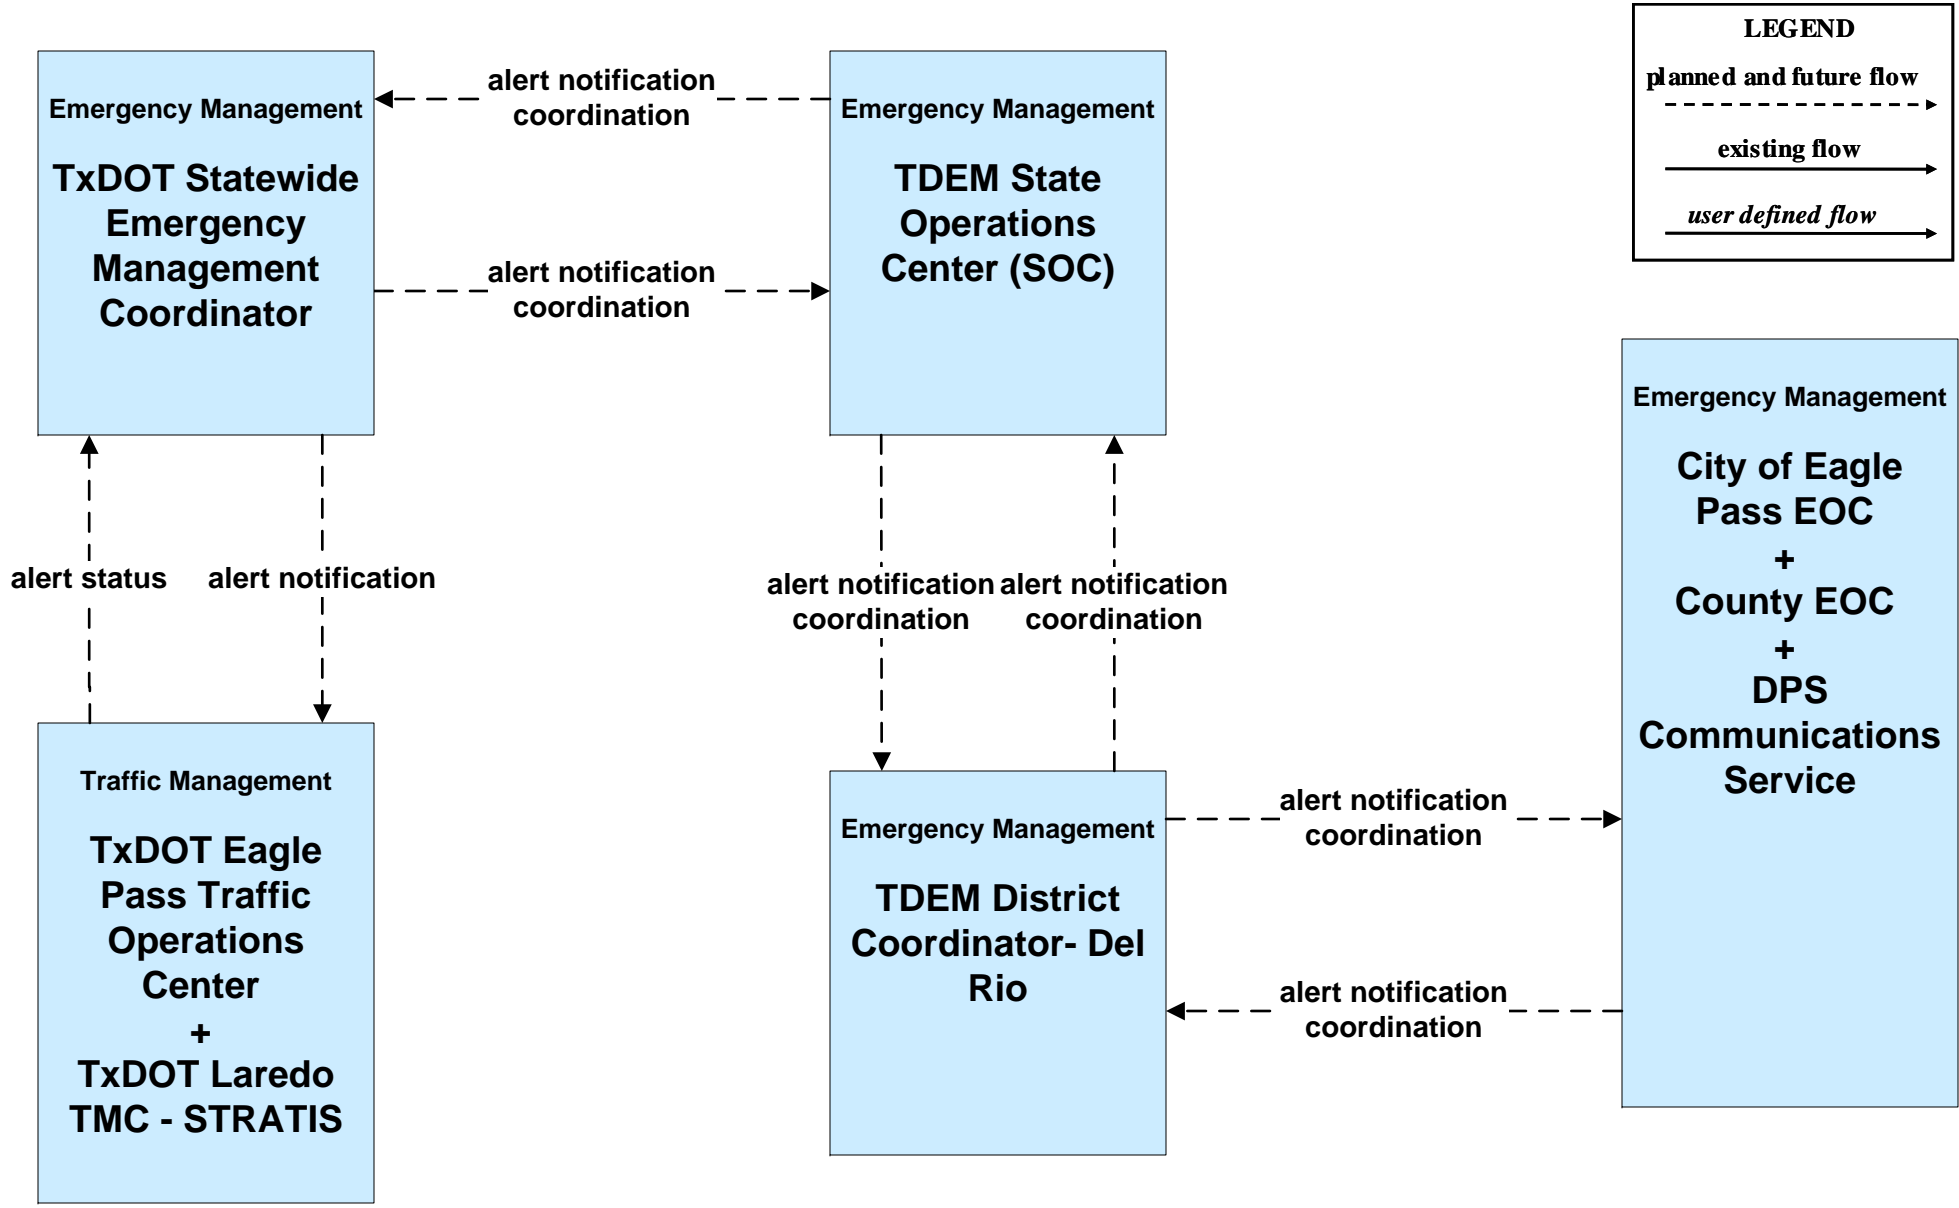 LEGEND
planned and future flow
existing flow
user defined flow
Emergency Management
TxDOT Statewide
Emergency
Management
Coordinator
alert notification
coordination
alert notification
coordination
Emergency Management
TDEM State
Operations
Center (SOC)
alert status
alert notification
alert notification
coordination
alert notification
coordination
Traffic Management
TxDOT Eagle
Pass Traffic
Operations
Center
+
TxDOT Laredo
TMC - STRATIS
Emergency Management
TDEM District
Coordinator- Del
Rio
alert notification
coordination
alert notification
coordination
Emergency Management
City of Eagle
Pass EOC
+
County EOC
+
DPS
Communications
Service